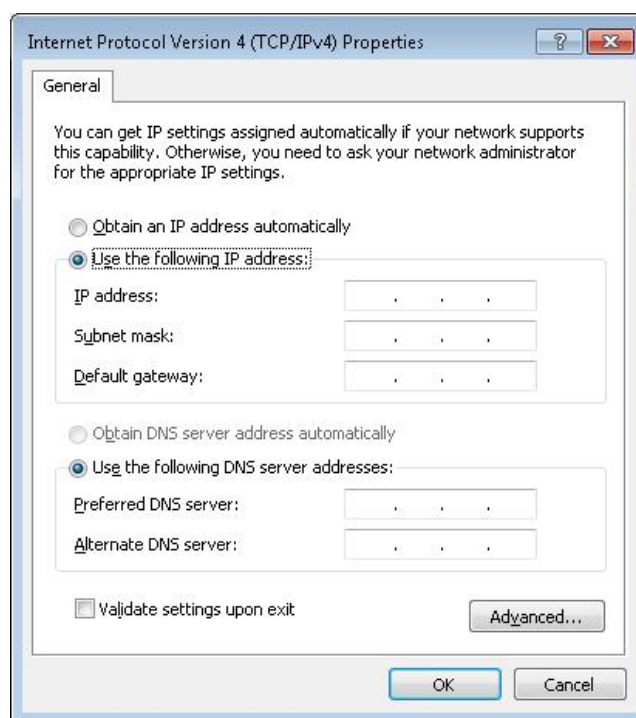 Internet Protocol Version 4 (TCP/IPv4) Properties
General
You can get IP settings assigned automatically if your network supports
this capability. Otherwise, you need to ask your network administrator
for the appropriate IP settings.
Obtain an IP address automatically
Use the following IP address:
IP address:
Subnet mask:
Default gateway:
Obtain DNS server address automatically
Use the following DNS server addresses:
Preferred DNS server:
Alternate DNS server:
Validate settings upon exit
Advanced...
OK Cancel